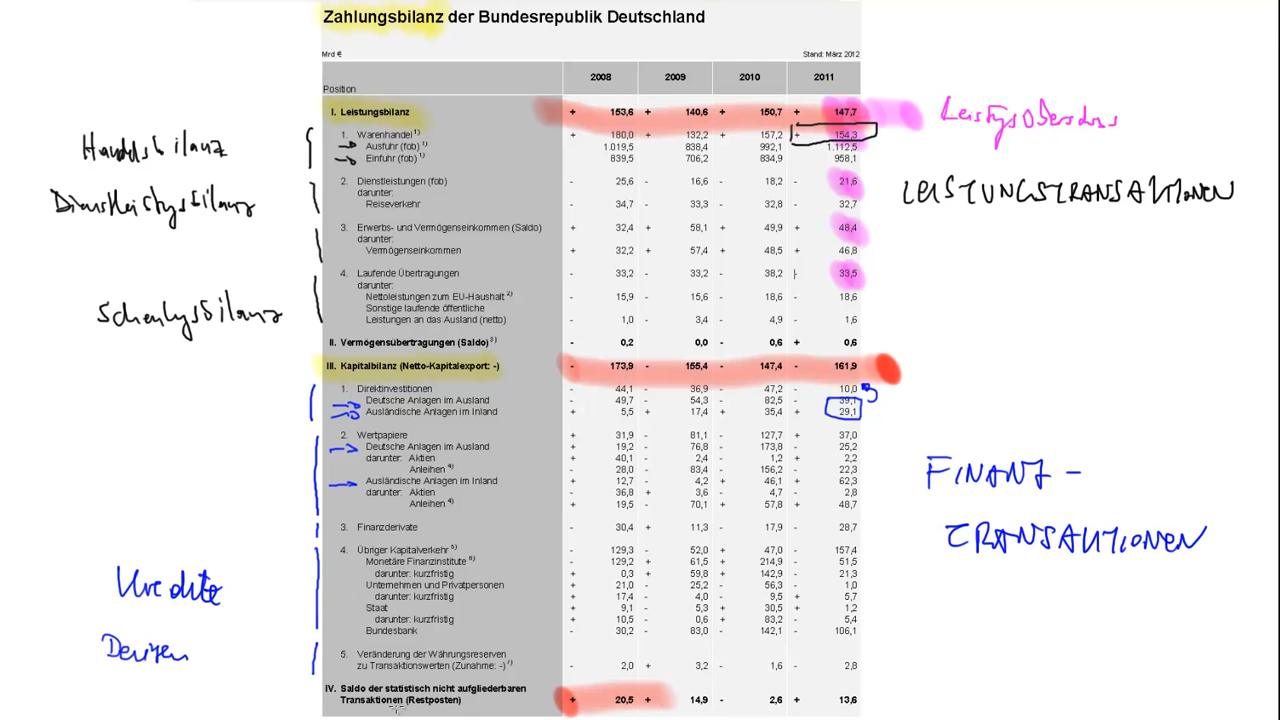 Zahlungsbilanz der Bundesrepublik Deutschland
Mrd € Stand: März 2012
Position 2008 2009 2010 2011
I. Leistungsbilanz + 153,6 + 140,6 + 150,7 + 147,7
1. Warenhandel 1) + 180,0 + 132,2 + 157,2 + 154,3
Ausfuhr (fob) 1) 1.019,5 838,4 992,1 1.112,5
Einfuhr (fob) 1) 839,5 706,2 834,9 958,1
2. Dienstleistungen (fob) - 25,6 - 16,6 - 18,2 - 21,6
darunter:
Reiseverkehr - 34,7 - 33,3 - 32,8 - 32,7
3. Erwerbs- und Vermögenseinkommen (Saldo) + 32,4 + 58,1 + 49,9 + 48,4
darunter:
Vermögenseinkommen + 32,2 + 57,4 + 48,5 + 46,8
4. Laufende Übertragungen - 33,2 - 33,2 - 38,2 33,5
darunter:
Nettoleistungen zum EU-Haushalt 2) - 15,9 - 15,6 - 18,6 - 18,6
Sonstige laufende öffentliche
Leistungen an das Ausland (netto) - 1,0 - 3,4 - 4,9 - 1,6
II. Vermögensübertragungen (Saldo) 3) - 0,2 - 0,0 - 0,6 + 0,6
III. Kapitalbilanz (Netto-Kapitalexport: -) - 173,9 - 155,4 - 147,4 - 161,9
1. Direktinvestitionen - 44,1 - 36,9 - 47,2 - 10,0
Deutsche Anlagen im Ausland - 49,7 - 54,3 - 82,5 - 39,1
Ausländische Anlagen im Inland + 5,5 + 17,4 + 35,4 + 29,1
2. Wertpapiere + 31,9 - 81,1 - 127,7 + 37,0
Deutsche Anlagen im Ausland + 19,2 - 76,8 - 173,8 - 25,2
darunter: Aktien + 40,1 - 2,4 - 1,2 + 2,2
Anleihen 4) - 28,0 - 83,4 - 156,2 - 22,3
Ausländische Anlagen im Inland + 12,7 - 4,2 + 46,1 + 62,3
darunter: Aktien - 36,8 + 3,6 - 4,7 - 2,8
Anleihen 4) + 19,5 - 70,1 + 57,8 + 48,7
3. Finanzderivate - 30,4 + 11,3 - 17,9 - 28,7
4. Übriger Kapitalverkehr 5) - 129,3 - 52,0 + 47,0 - 157,4
Monetäre Finanzinstitute 6) - 129,2 + 61,5 + 214,9 - 51,5
darunter: kurzfristig + 0,3 + 59,8 + 142,9 - 21,3
Unternehmen und Privatpersonen + 21,0 - 25,2 - 56,3 - 1,0
darunter: kurzfristig + 17,4 - 4,0 - 9,5 + 5,7
Staat + 9,1 - 5,3 + 30,5 + 1,2
darunter: kurzfristig + 10,5 - 0,6 + 83,2 - 5,4
Bundesbank - 30,2 - 83,0 - 142,1 - 106,1
5. Veränderung der Währungsreserven
zu Transaktionswerten (Zunahme: -) 7) - 2,0 + 3,2 - 1,6 - 2,8
IV. Saldo der statistisch nicht aufgliederbaren
Transaktionen (Restposten) + 20,5 + 14,9 - 2,6 + 13,6
Handelsbilanz
Dienstleistungsbilanz
Schenkungsbilanz
Kredite
Devisen
LEISTUNGSTRANSAKTIONEN
FINANZ-
TRANSAKTIONEN